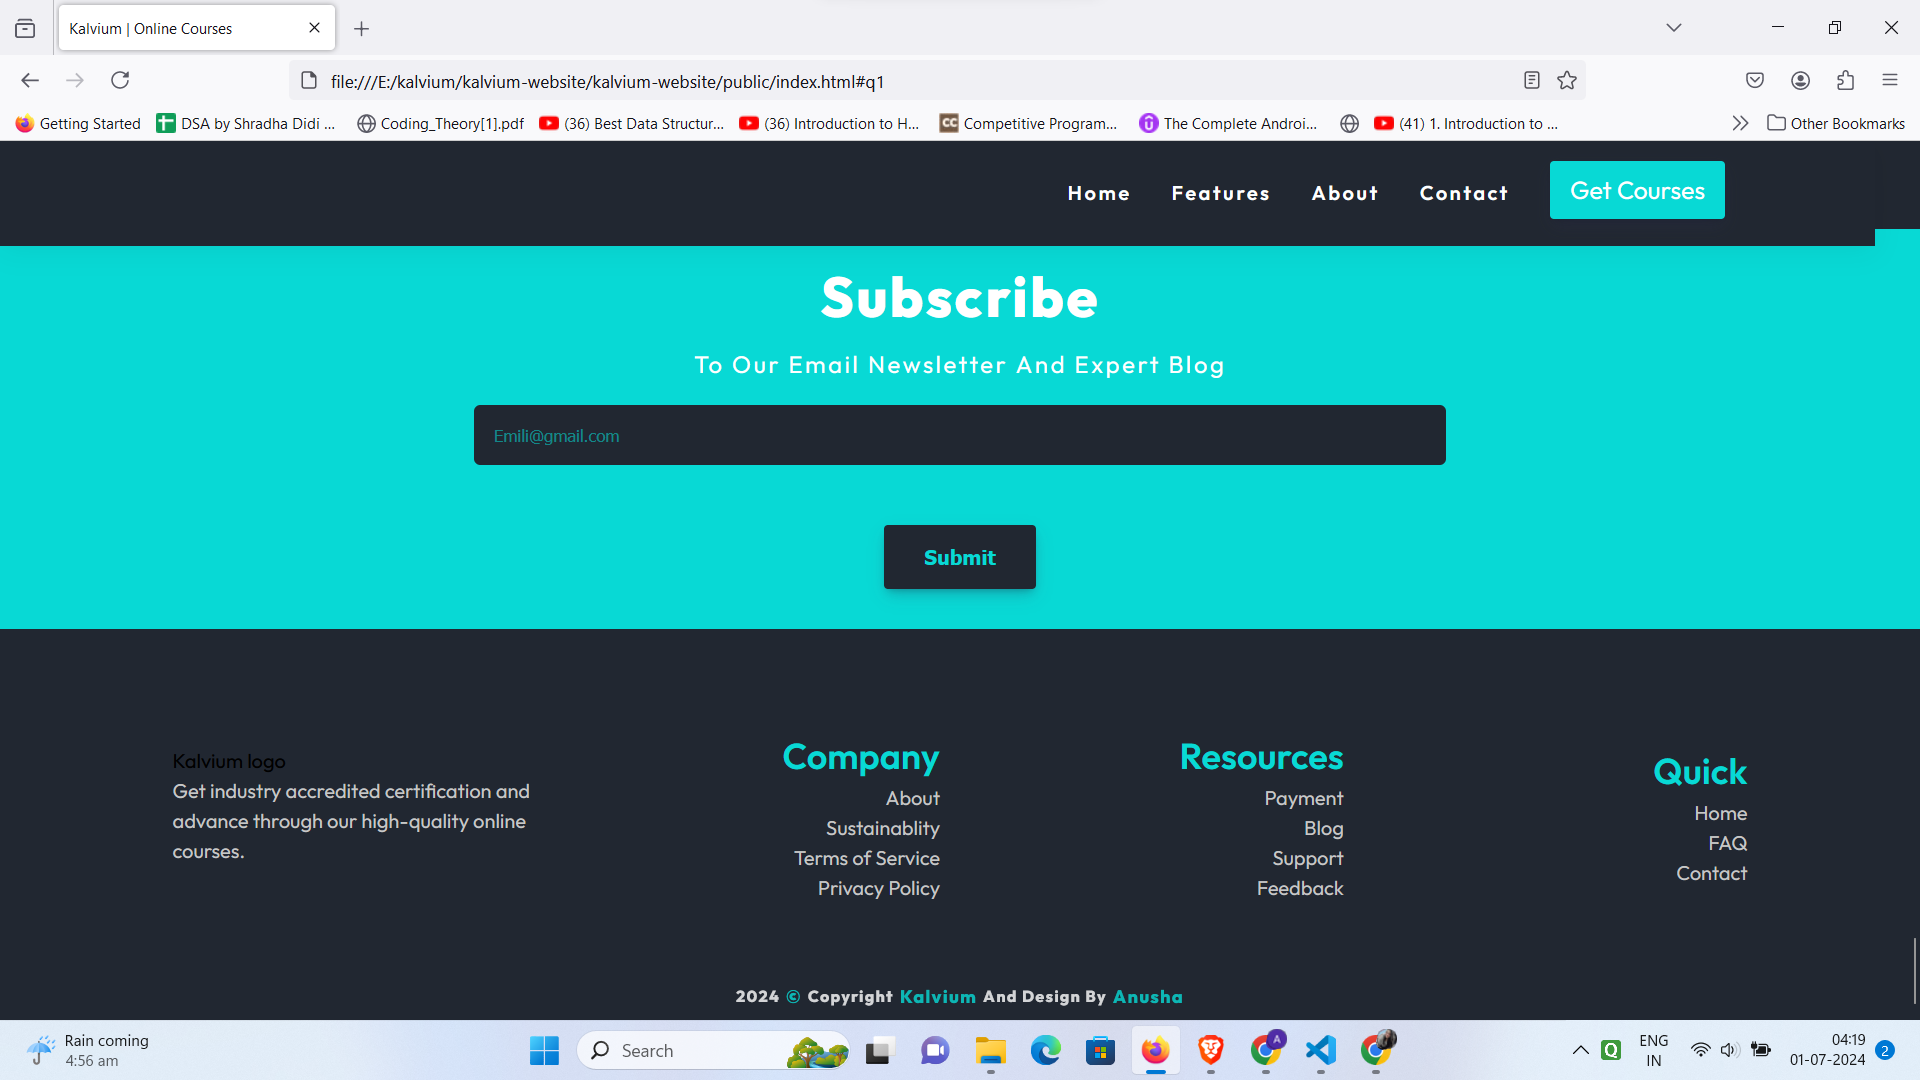 Kalvium | Online Courses
file:///E:/kalvium/kalvium-website/kalvium-website/public/index.html#q1
Getting Started
DSA by Shradha Didi ...
Coding_Theory[1].pdf
(36) Best Data Structur...
(36) Introduction to H...
CC
Competitive Program...
The Complete Androi...
(41) 1. Introduction to ...
Other Bookmarks
Home
Features
About
Contact
Get Courses
Subscribe
To Our Email Newsletter And Expert Blog
Emili@gmail.com
Submit
Kalvium logo
Get industry accredited certification and
advance through our high-quality online
courses.
Company
About
Sustainablity
Terms of Service
Privacy Policy
Resources
Payment
Blog
Support
Feedback
Quick
Home
FAQ
Contact
2024 © Copyright Kalvium And Design By Anusha
Rain coming
4:56 am
Search
A
Q
ENG
IN
04:19
01-07-2024
2